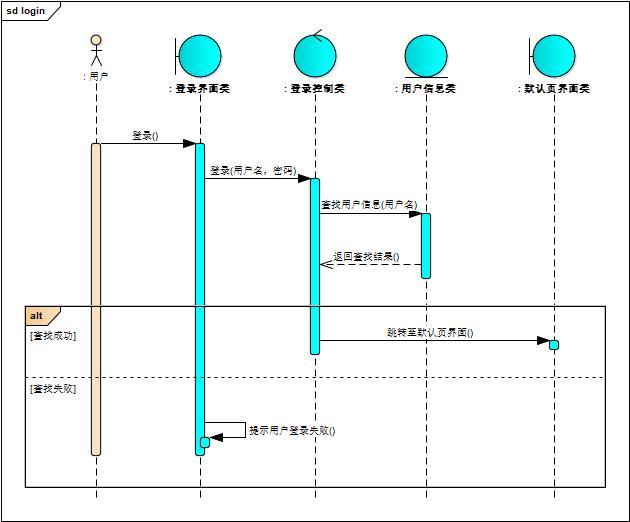 sd login
: 用户
: 登录界面类
: 登录控制类
: 用户信息类
: 默认页界面类
登录()
登录(用户名，密码)
查找用户信息(用户名)
返回查找结果()
alt
[查找成功]
跳转至默认页界面()
[查找失败]
提示用户登录失败()